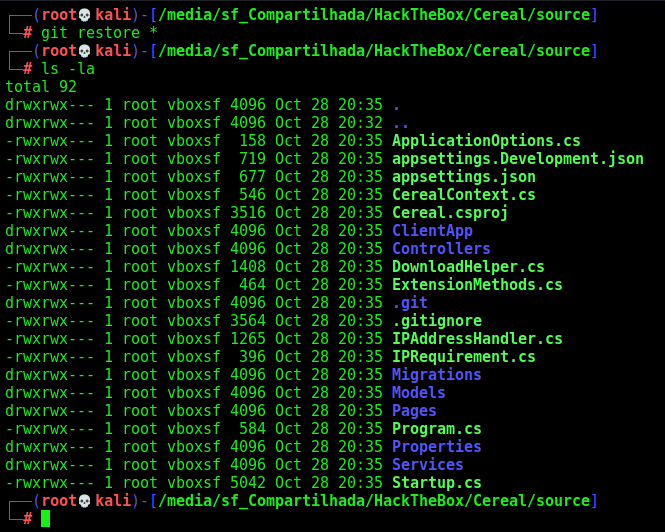 ┌──(root💀kali)-[/media/sf_Compartilhada/HackTheBox/Cereal/source]
└─# git restore *
┌──(root💀kali)-[/media/sf_Compartilhada/HackTheBox/Cereal/source]
└─# ls -la
total 92
drwxrwx--- 1 root vboxsf 4096 Oct 28 20:35 .
drwxrwx--- 1 root vboxsf 4096 Oct 28 20:32 ..
-rwxrwx--- 1 root vboxsf  158 Oct 28 20:35 ApplicationOptions.cs
-rwxrwx--- 1 root vboxsf  719 Oct 28 20:35 appsettings.Development.json
-rwxrwx--- 1 root vboxsf  677 Oct 28 20:35 appsettings.json
-rwxrwx--- 1 root vboxsf  546 Oct 28 20:35 CerealContext.cs
-rwxrwx--- 1 root vboxsf 3516 Oct 28 20:35 Cereal.csproj
drwxrwx--- 1 root vboxsf 4096 Oct 28 20:35 ClientApp
drwxrwx--- 1 root vboxsf 4096 Oct 28 20:35 Controllers
-rwxrwx--- 1 root vboxsf 1408 Oct 28 20:35 DownloadHelper.cs
-rwxrwx--- 1 root vboxsf  464 Oct 28 20:35 ExtensionMethods.cs
drwxrwx--- 1 root vboxsf 4096 Oct 28 20:35 .git
-rwxrwx--- 1 root vboxsf 3564 Oct 28 20:35 .gitignore
-rwxrwx--- 1 root vboxsf 1265 Oct 28 20:35 IPAddressHandler.cs
-rwxrwx--- 1 root vboxsf  396 Oct 28 20:35 IPRequirement.cs
drwxrwx--- 1 root vboxsf 4096 Oct 28 20:35 Migrations
drwxrwx--- 1 root vboxsf 4096 Oct 28 20:35 Models
drwxrwx--- 1 root vboxsf 4096 Oct 28 20:35 Pages
-rwxrwx--- 1 root vboxsf  584 Oct 28 20:35 Program.cs
drwxrwx--- 1 root vboxsf 4096 Oct 28 20:35 Properties
drwxrwx--- 1 root vboxsf 4096 Oct 28 20:35 Services
-rwxrwx--- 1 root vboxsf 5042 Oct 28 20:35 Startup.cs
┌──(root💀kali)-[/media/sf_Compartilhada/HackTheBox/Cereal/source]
└─#